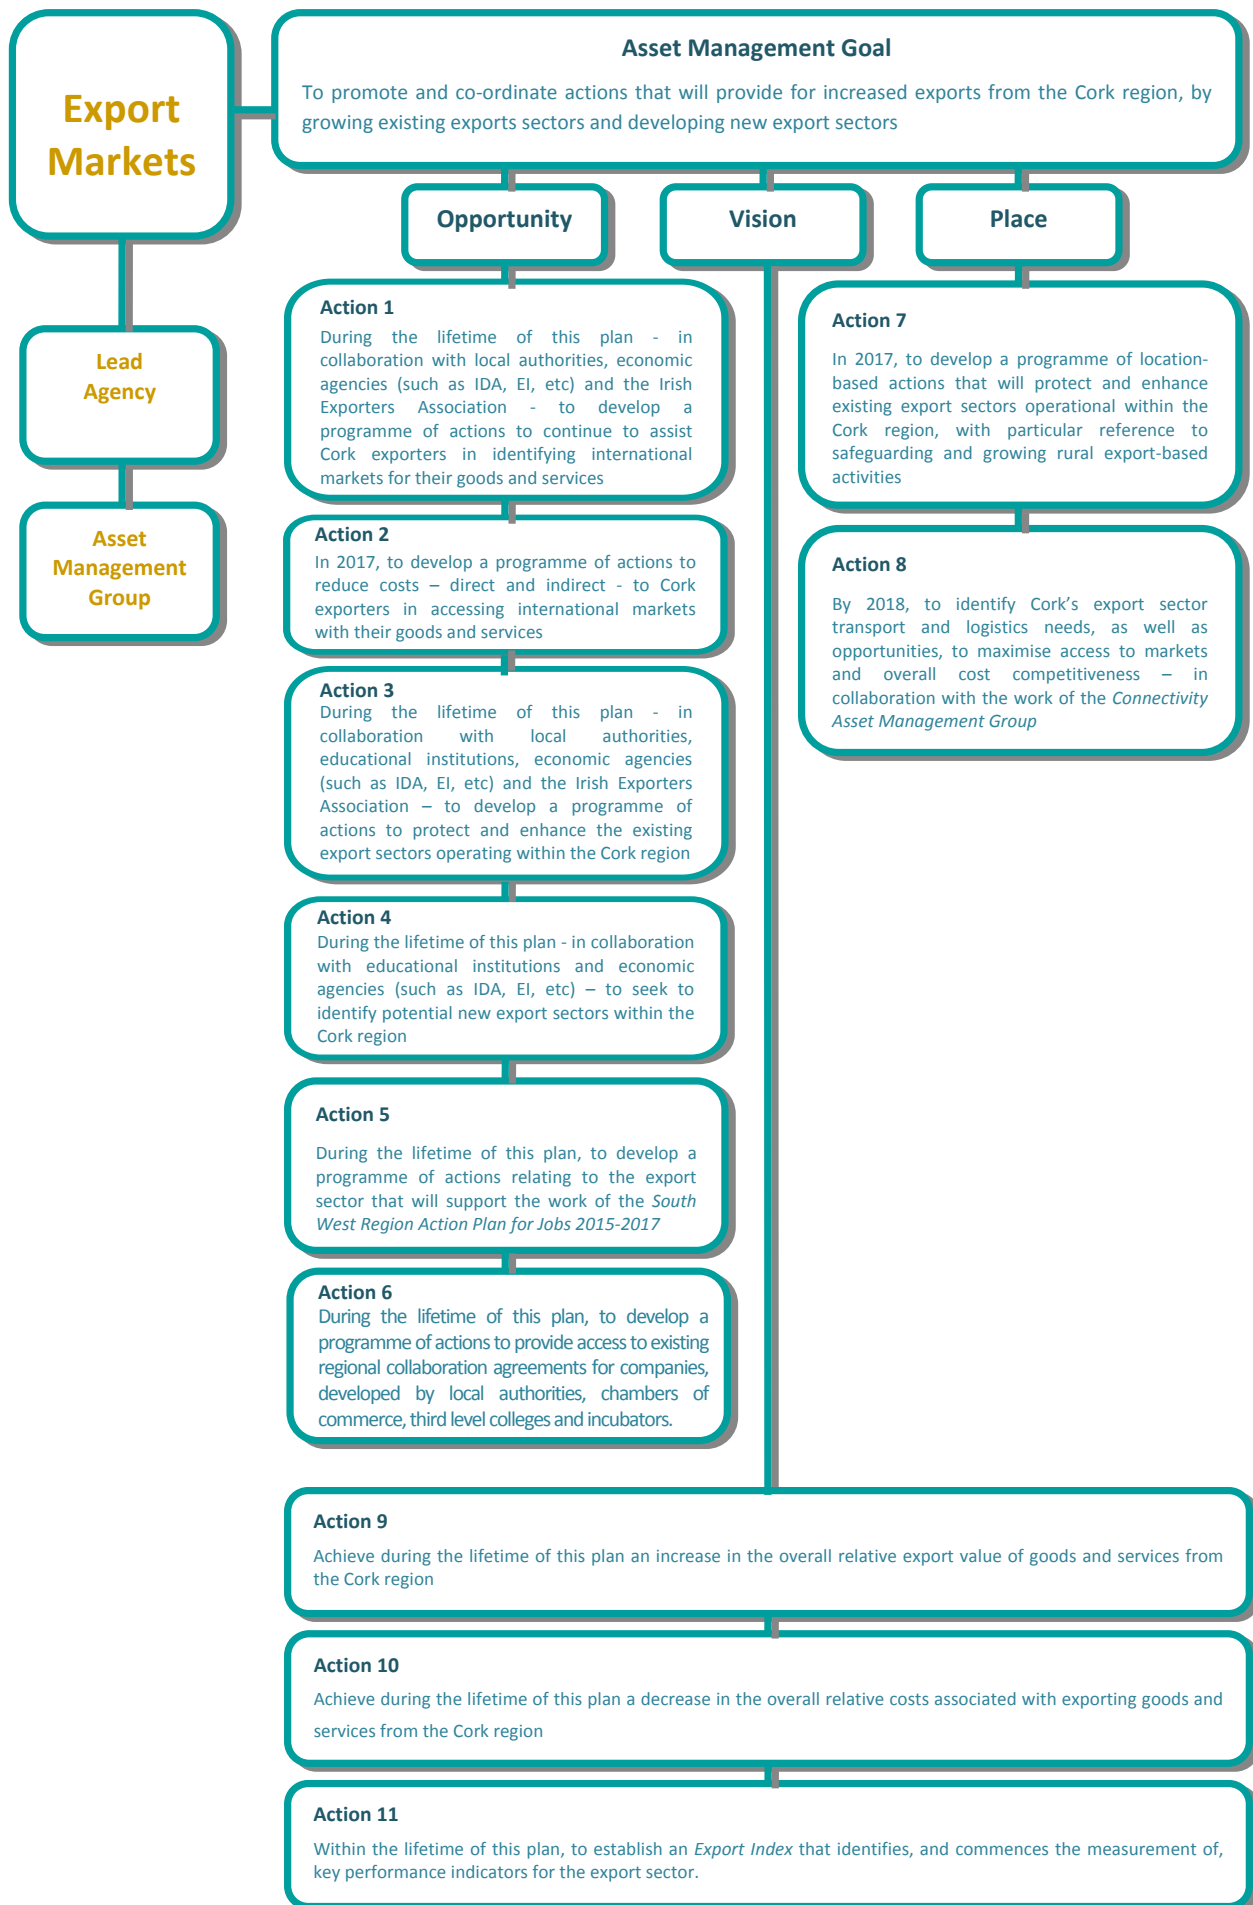 Export
Markets
Asset Management Goal
To promote and co-ordinate actions that will provide for increased exports from the Cork region, by
growing existing exports sectors and developing new export sectors
Lead
Agency
Asset
Management
Group
Opportunity
Vision
Place
Action 1
During the lifetime of this plan - in
collaboration with local authorities, economic
agencies (such as IDA, EI, etc) and the Irish
Exporters Association - to develop a
programme of actions to continue to assist
Cork exporters in identifying international
markets for their goods and services
Action 2
In 2017, to develop a programme of actions to
reduce costs – direct and indirect - to Cork
exporters in accessing international markets
with their goods and services
Action 3
During the lifetime of this plan - in
collaboration with local authorities,
educational institutions, economic agencies
(such as IDA, EI, etc) and the Irish Exporters
Association – to develop a programme of
actions to protect and enhance the existing
export sectors operating within the Cork region
Action 4
During the lifetime of this plan - in collaboration
with educational institutions and economic
agencies (such as IDA, EI, etc) – to seek to
identify potential new export sectors within the
Cork region
Action 5
During the lifetime of this plan, to develop a
programme of actions relating to the export
sector that will support the work of the South
West Region Action Plan for Jobs 2015-2017
Action 6
During the lifetime of this plan, to develop a
programme of actions to provide access to existing
regional collaboration agreements for companies,
developed by local authorities, chambers of
commerce, third level colleges and incubators.
Action 7
In 2017, to develop a programme of location-
based actions that will protect and enhance
existing export sectors operational within the
Cork region, with particular reference to
safeguarding and growing rural export-based
activities
Action 8
By 2018, to identify Cork's export sector
transport and logistics needs, as well as
opportunities, to maximise access to markets
and overall cost competitiveness – in
collaboration with the work of the Connectivity
Asset Management Group
Action 9
Achieve during the lifetime of this plan an increase in the overall relative export value of goods and services from
the Cork region
Action 10
Achieve during the lifetime of this plan a decrease in the overall relative costs associated with exporting goods and
services from the Cork region
Action 11
Within the lifetime of this plan, to establish an Export Index that identifies, and commences the measurement of,
key performance indicators for the export sector.